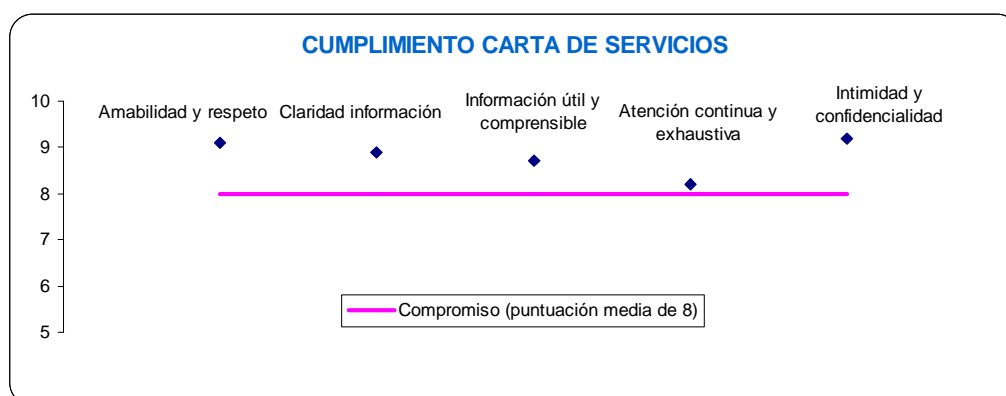 CUMPLIMIENTO CARTA DE SERVICIOS
Amabilidad y respeto
Claridad información
Información útil y
comprensible
Atención continua y
exhaustiva
Intimidad y
confidencialidad
10
9
8
7
6
5
Compromiso (puntuación media de 8)